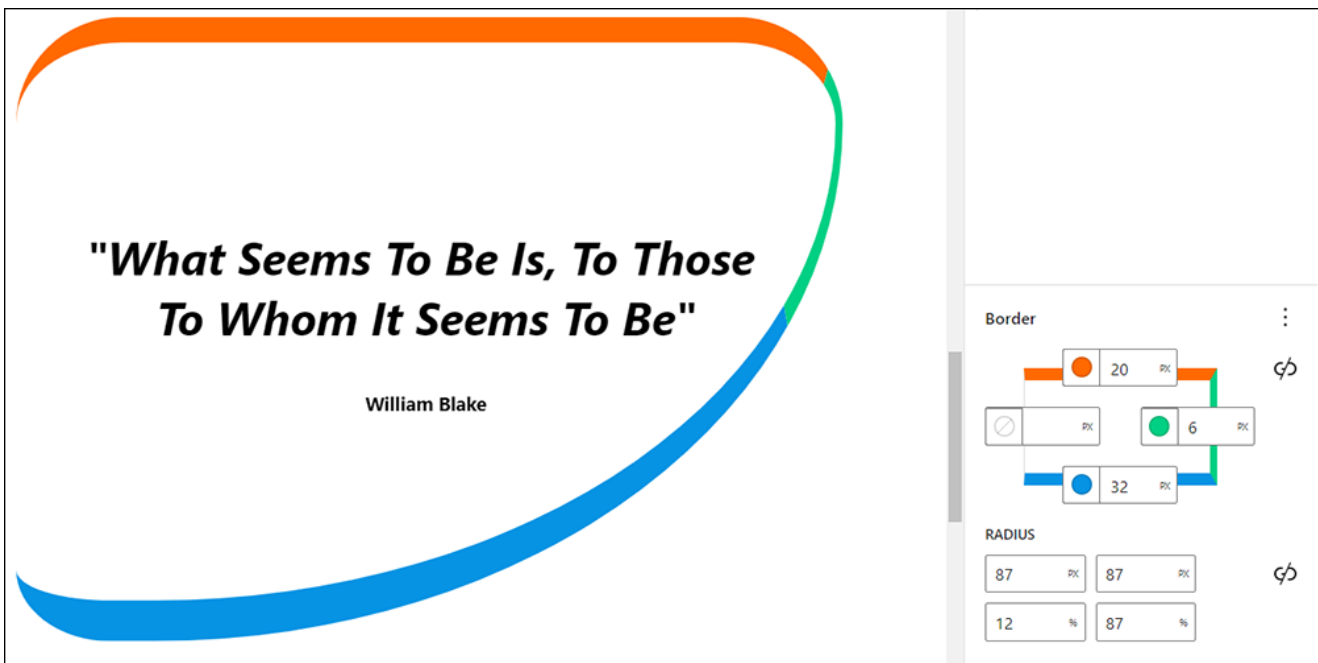 "What Seems To Be Is, To Those
To Whom It Seems To Be"
William Blake
Border
20 PX
PX
6 PX
32 PX
RADIUS
87 PX 87 PX
12 % 87 %